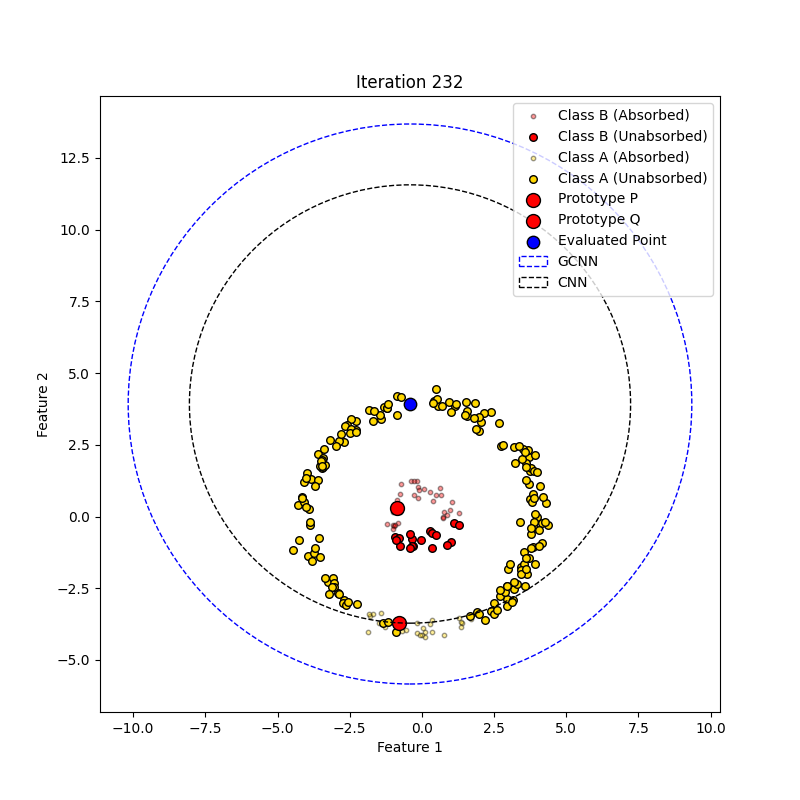 Iteration 232
Class B (Absorbed)
Class B (Unabsorbed)
Class A (Absorbed)
Class A (Unabsorbed)
Prototype P
Prototype Q
Evaluated Point
GCNN
CNN
12.5
10.0
7.5
5.0
2.5
0.0
−2.5
−5.0
Feature 2
−10.0 −7.5 −5.0 −2.5 0.0 2.5 5.0 7.5 10.0
Feature 1